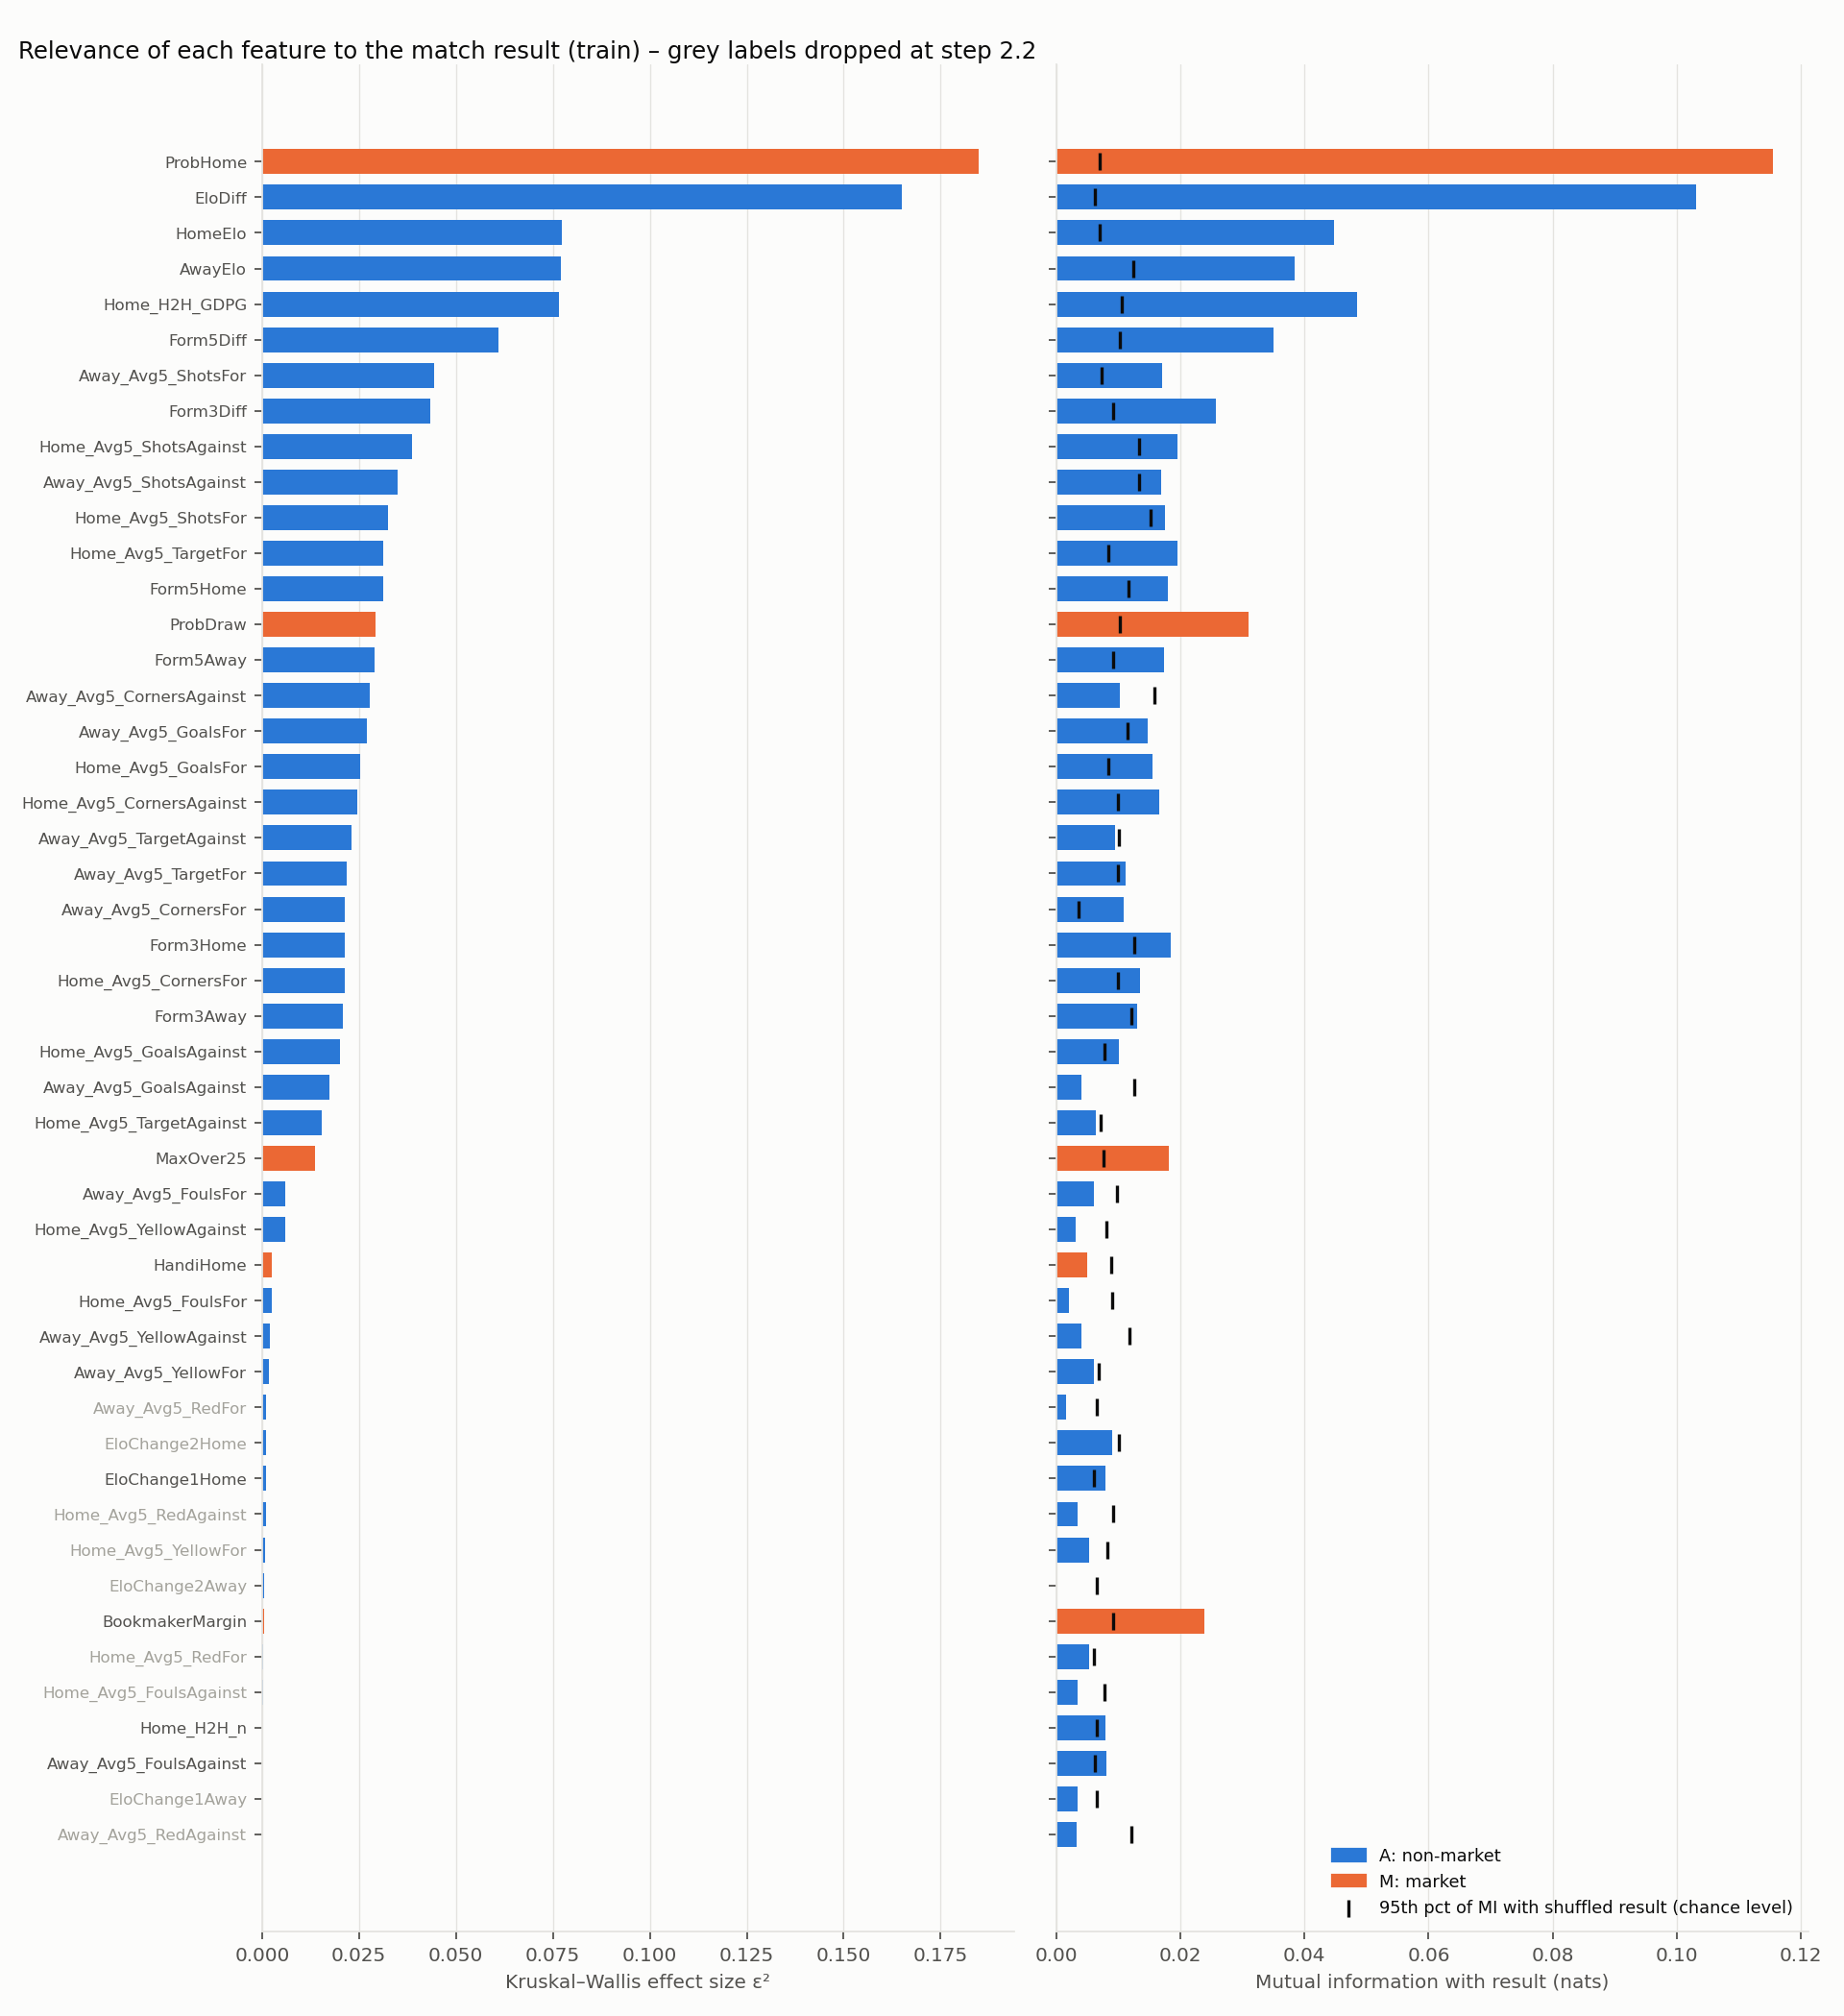 Relevance of each feature to the match result (train) – grey labels dropped at step 2.2
ProbHome
EloDiff
HomeElo
AwayElo
Home_H2H_GDPG
Form5Diff
Away_Avg5_ShotsFor
Form3Diff
Home_Avg5_ShotsAgainst
Away_Avg5_ShotsAgainst
Home_Avg5_ShotsFor
Home_Avg5_TargetFor
Form5Home
ProbDraw
Form5Away
Away_Avg5_CornersAgainst
Away_Avg5_GoalsFor
Home_Avg5_GoalsFor
Home_Avg5_CornersAgainst
Away_Avg5_TargetAgainst
Away_Avg5_TargetFor
Away_Avg5_CornersFor
Form3Home
Home_Avg5_CornersFor
Form3Away
Home_Avg5_GoalsAgainst
Away_Avg5_GoalsAgainst
Home_Avg5_TargetAgainst
MaxOver25
Away_Avg5_FoulsFor
Home_Avg5_YellowAgainst
HandiHome
Home_Avg5_FoulsFor
Away_Avg5_YellowAgainst
Away_Avg5_YellowFor
Away_Avg5_RedFor
EloChange2Home
EloChange1Home
Home_Avg5_RedAgainst
Home_Avg5_YellowFor
EloChange2Away
BookmakerMargin
Home_Avg5_RedFor
Home_Avg5_FoulsAgainst
Home_H2H_n
Away_Avg5_FoulsAgainst
EloChange1Away
Away_Avg5_RedAgainst
0.000 0.025 0.050 0.075 0.100 0.125 0.150 0.175
Kruskal–Wallis effect size ε²
A: non-market
M: market
95th pct of MI with shuffled result (chance level)
0.00 0.02 0.04 0.06 0.08 0.10 0.12
Mutual information with result (nats)